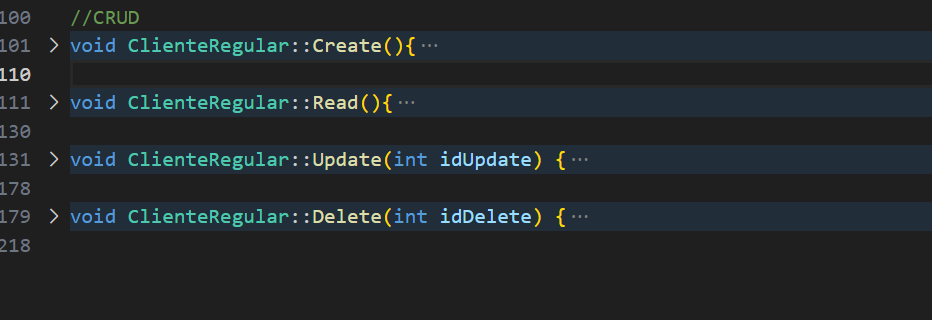 100 //CRUD
101 > void ClienteRegular::Create(){ ···
110
111 > void ClienteRegular::Read(){ ···
130
131 > void ClienteRegular::Update(int idUpdate) { ···
178
179 > void ClienteRegular::Delete(int idDelete) { ···
218